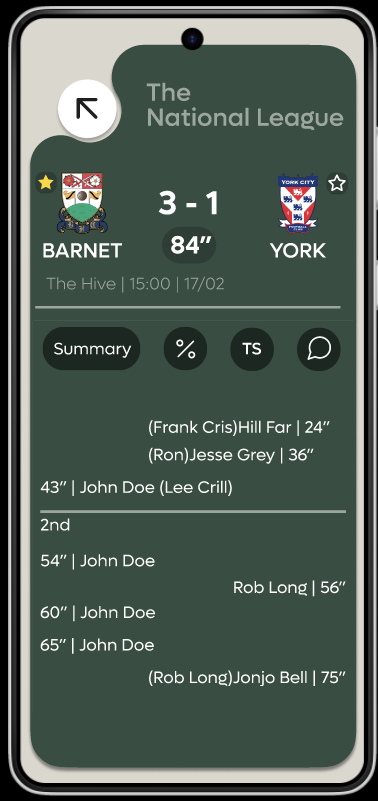 The
National League
YORK CITY
3 - 1
BARNET
84”
YORK
The Hive | 15:00 | 17/02
Summary
%
TS
(Frank Cris)Hill Far | 24”
(Ron)Jesse Grey | 36”
43” | John Doe (Lee Crill)
2nd
54” | John Doe
Rob Long | 56”
60” | John Doe
65” | John Doe
(Rob Long)Jonjo Bell | 75”